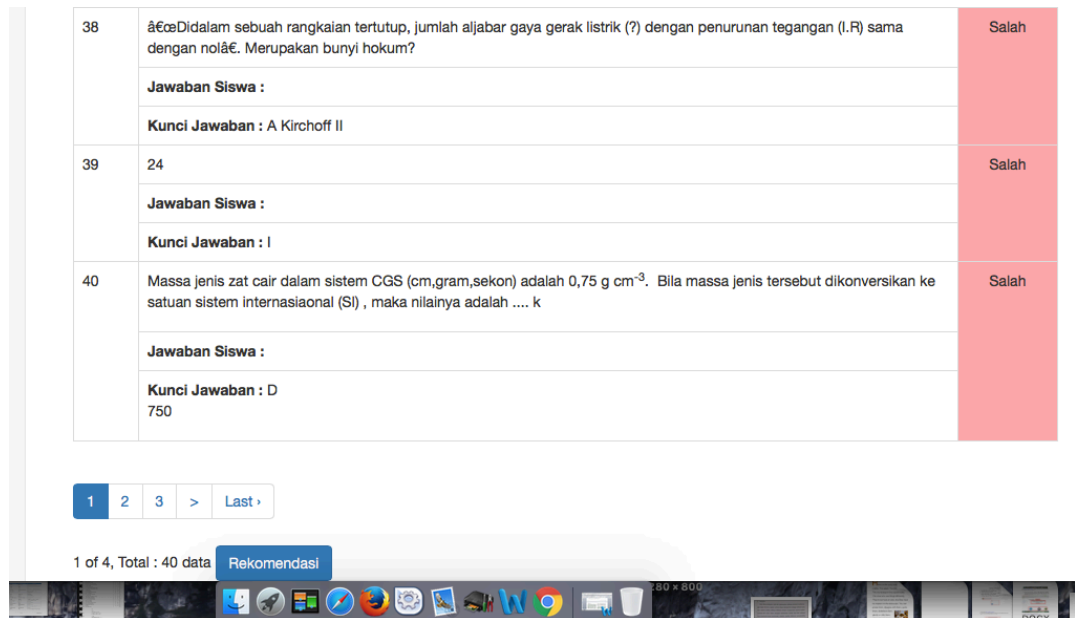 38
“Didalam sebuah rangkaian tertutup, jumlah aljabar gaya gerak listrik (?) dengan penurunan tegangan (I.R) sama
dengan nolâ€. Merupakan bunyi hokum?
Salah
Jawaban Siswa :
Kunci Jawaban : A Kirchoff II
39
24
Salah
Jawaban Siswa :
Kunci Jawaban : I
40
Massa jenis zat cair dalam sistem CGS (cm,gram,sekon) adalah 0,75 g cm⁻³. Bila massa jenis tersebut dikonversikan ke
satuan sistem internasiaonal (SI) , maka nilainya adalah .... k
Salah
Jawaban Siswa :
Kunci Jawaban : D
750
1 2 3 > Last ›
1 of 4, Total : 40 data Rekomendasi
80 × 800
DOCX